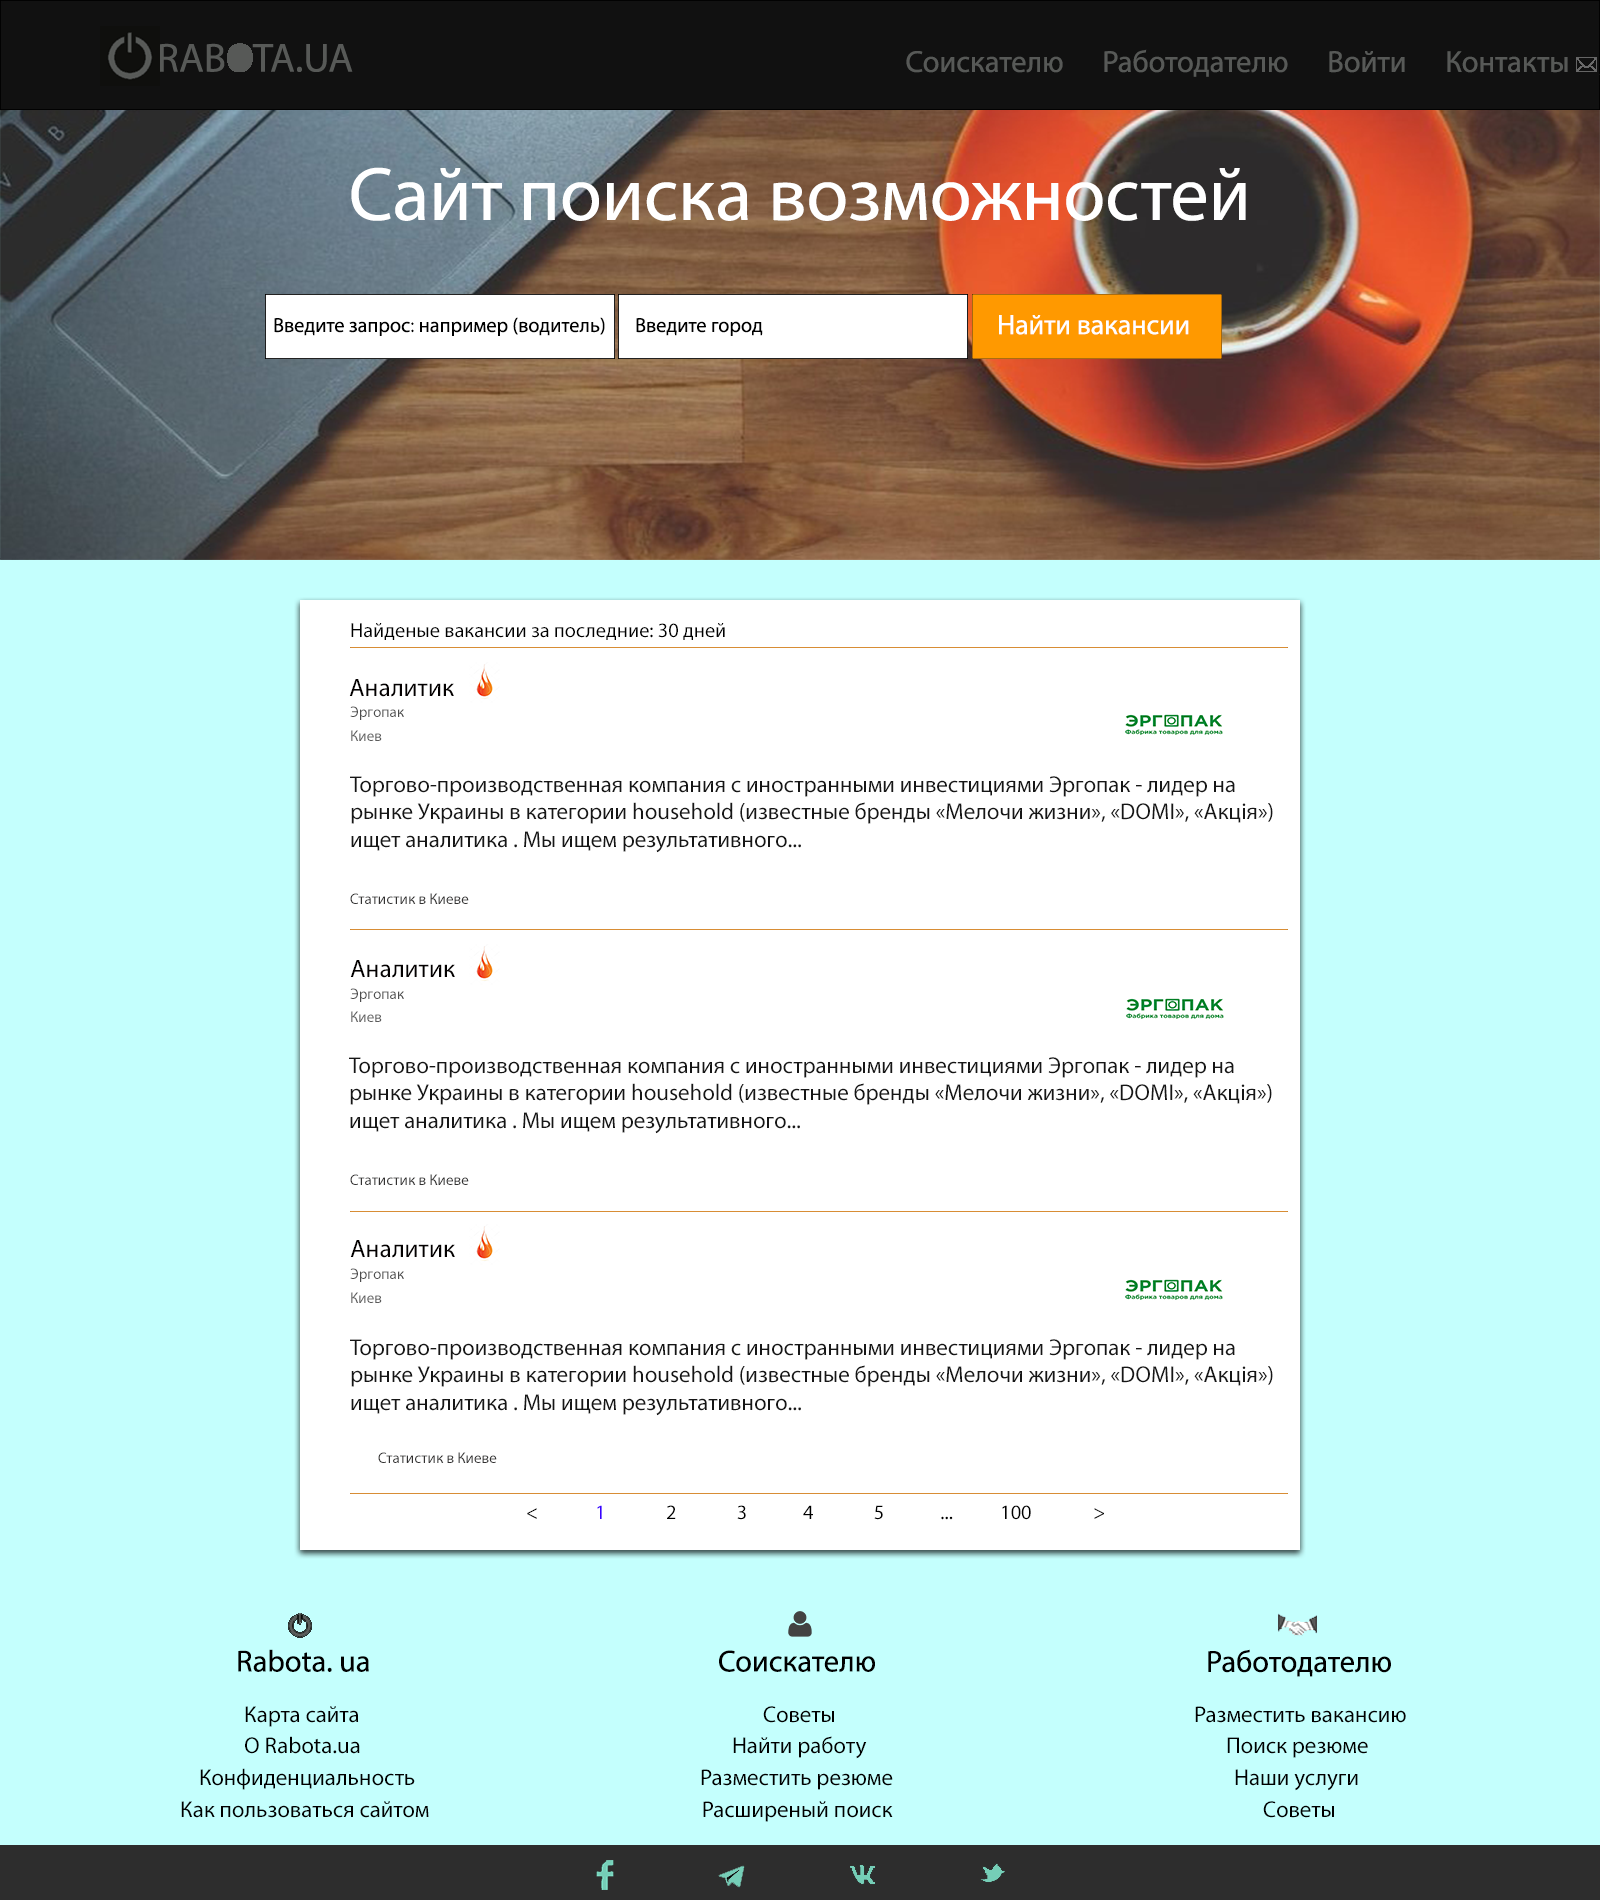 RABOTA.UA
Соискателю Работодателю Войти Контакты
B
V
Сайт поиска возможностей
Введите запрос: например (водитель) Введите город Найти вакансии
Найденые вакансии за последние: 30 дней
Аналитик
Эргопак
Киев
ЭРГОПАК
Фабрика товаров для дома
Торгово-производственная компания с иностранными инвестициями Эргопак - лидер на
рынке Украины в категории household (известные бренды «Мелочи жизни», «DOMI», «Акція»)
ищет аналитика . Мы ищем результативного...
Статистик в Киеве
Аналитик
Эргопак
Киев
ЭРГОПАК
Фабрика товаров для дома
Торгово-производственная компания с иностранными инвестициями Эргопак - лидер на
рынке Украины в категории household (известные бренды «Мелочи жизни», «DOMI», «Акція»)
ищет аналитика . Мы ищем результативного...
Статистик в Киеве
Аналитик
Эргопак
Киев
ЭРГОПАК
Фабрика товаров для дома
Торгово-производственная компания с иностранными инвестициями Эргопак - лидер на
рынке Украины в категории household (известные бренды «Мелочи жизни», «DOMI», «Акція»)
ищет аналитика . Мы ищем результативного...
Статистик в Киеве
< 1 2 3 4 5 ... 100 >
Rabota. ua
Карта сайта
О Rabota.ua
Конфиденциальность
Как пользоваться сайтом
Соискателю
Советы
Найти работу
Разместить резюме
Расширеный поиск
Работодателю
Разместить вакансию
Поиск резюме
Наши услуги
Советы